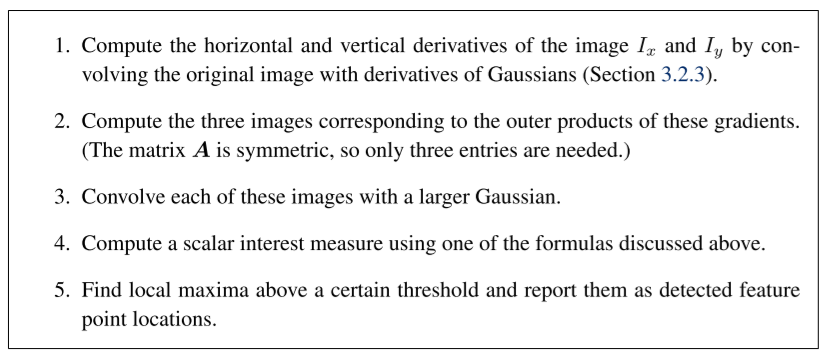 1. Compute the horizontal and vertical derivatives of the image Iₓ and I_y by con-
volving the original image with derivatives of Gaussians (Section 3.2.3).
2. Compute the three images corresponding to the outer products of these gradients.
(The matrix A is symmetric, so only three entries are needed.)
3. Convolve each of these images with a larger Gaussian.
4. Compute a scalar interest measure using one of the formulas discussed above.
5. Find local maxima above a certain threshold and report them as detected feature
point locations.